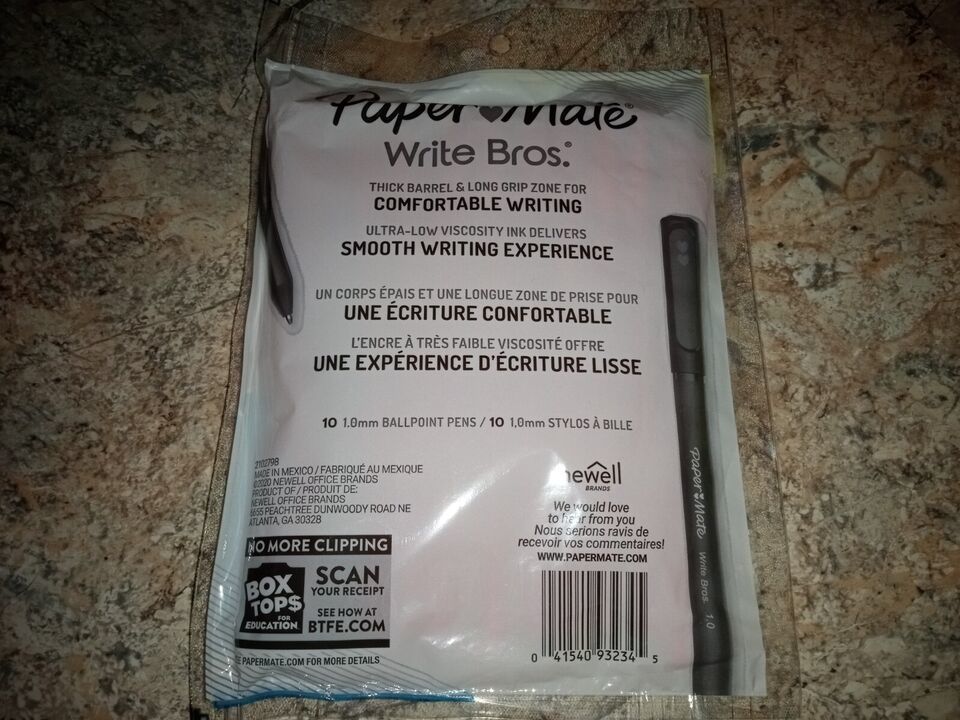 Paper Mate®
Write Bros.®
THICK BARREL & LONG GRIP ZONE FOR
COMFORTABLE WRITING
ULTRA-LOW VISCOSITY INK DELIVERS
SMOOTH WRITING EXPERIENCE
UN CORPS ÉPAIS ET UNE LONGUE ZONE DE PRISE POUR
UNE ÉCRITURE CONFORTABLE
L'ENCRE À TRÈS FAIBLE VISCOSITÉ OFFRE
UNE EXPÉRIENCE D'ÉCRITURE LISSE
10 1.0mm BALLPOINT PENS / 10 1.0mm STYLOS À BILLE
2102798
MADE IN MEXICO / FABRIQUÉ AU MEXIQUE
©2020 NEWELL OFFICE BRANDS
PRODUCT OF / PRODUIT DE:
NEWELL OFFICE BRANDS
6655 PEACHTREE DUNWOODY ROAD NE
ATLANTA, GA 30328
newell
BRANDS
We would love
to hear from you
Nous serions ravis de
recevoir vos commentaires!
WWW.PAPERMATE.COM
NO MORE CLIPPING
BOX
TOPS
FOR
EDUCATION
SCAN
YOUR RECEIPT
SEE HOW AT
BTFE.COM
PAPERMATE.COM FOR MORE DETAILS
0 41540 93234 5
Paper Mate Write Bros. 1.0